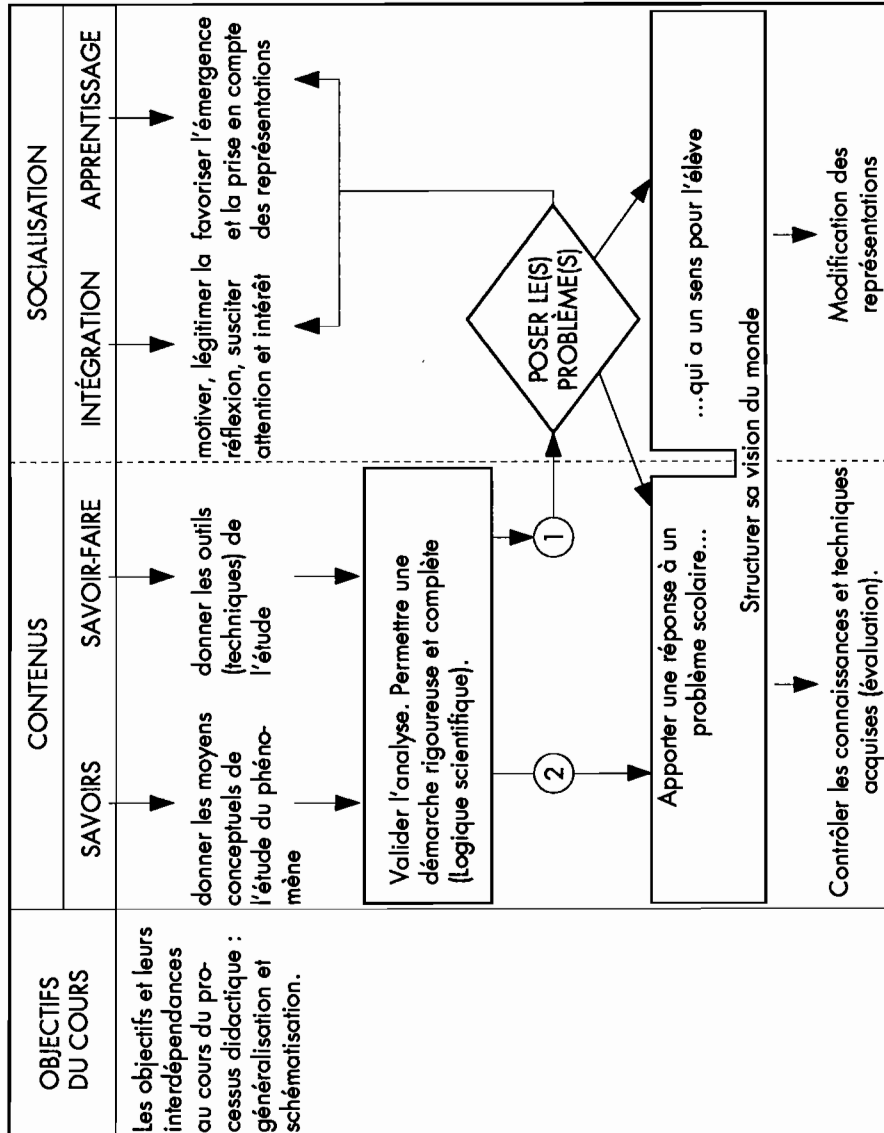 OBJECTIFS
DU COURS
CONTENUS
SOCIALISATION
SAVOIRS
SAVOIR-FAIRE
INTÉGRATION
APPRENTISSAGE
Les objectifs et leurs
interdépendances
au cours du pro-
cessus didactique :
généralisation et
schématisation.
donner les moyens
conceptuels de
l'étude du phéno-
mène
donner les outils
(techniques) de
l'étude
motiver, légitimer la
réflexion, susciter
attention et intérêt
favoriser l'émergence
et la prise en compte
des représentations
Valider l'analyse. Permettre une
démarche rigoureuse et complète
(Logique scientifique).
1
2
POSER LE(S)
PROBLÈME(S)
Apporter une réponse à un
problème scolaire...
...qui a un sens pour l'élève
Structurer sa vision du monde
Contrôler les connaissances et techniques
acquises (évaluation).
Modification des
représentations